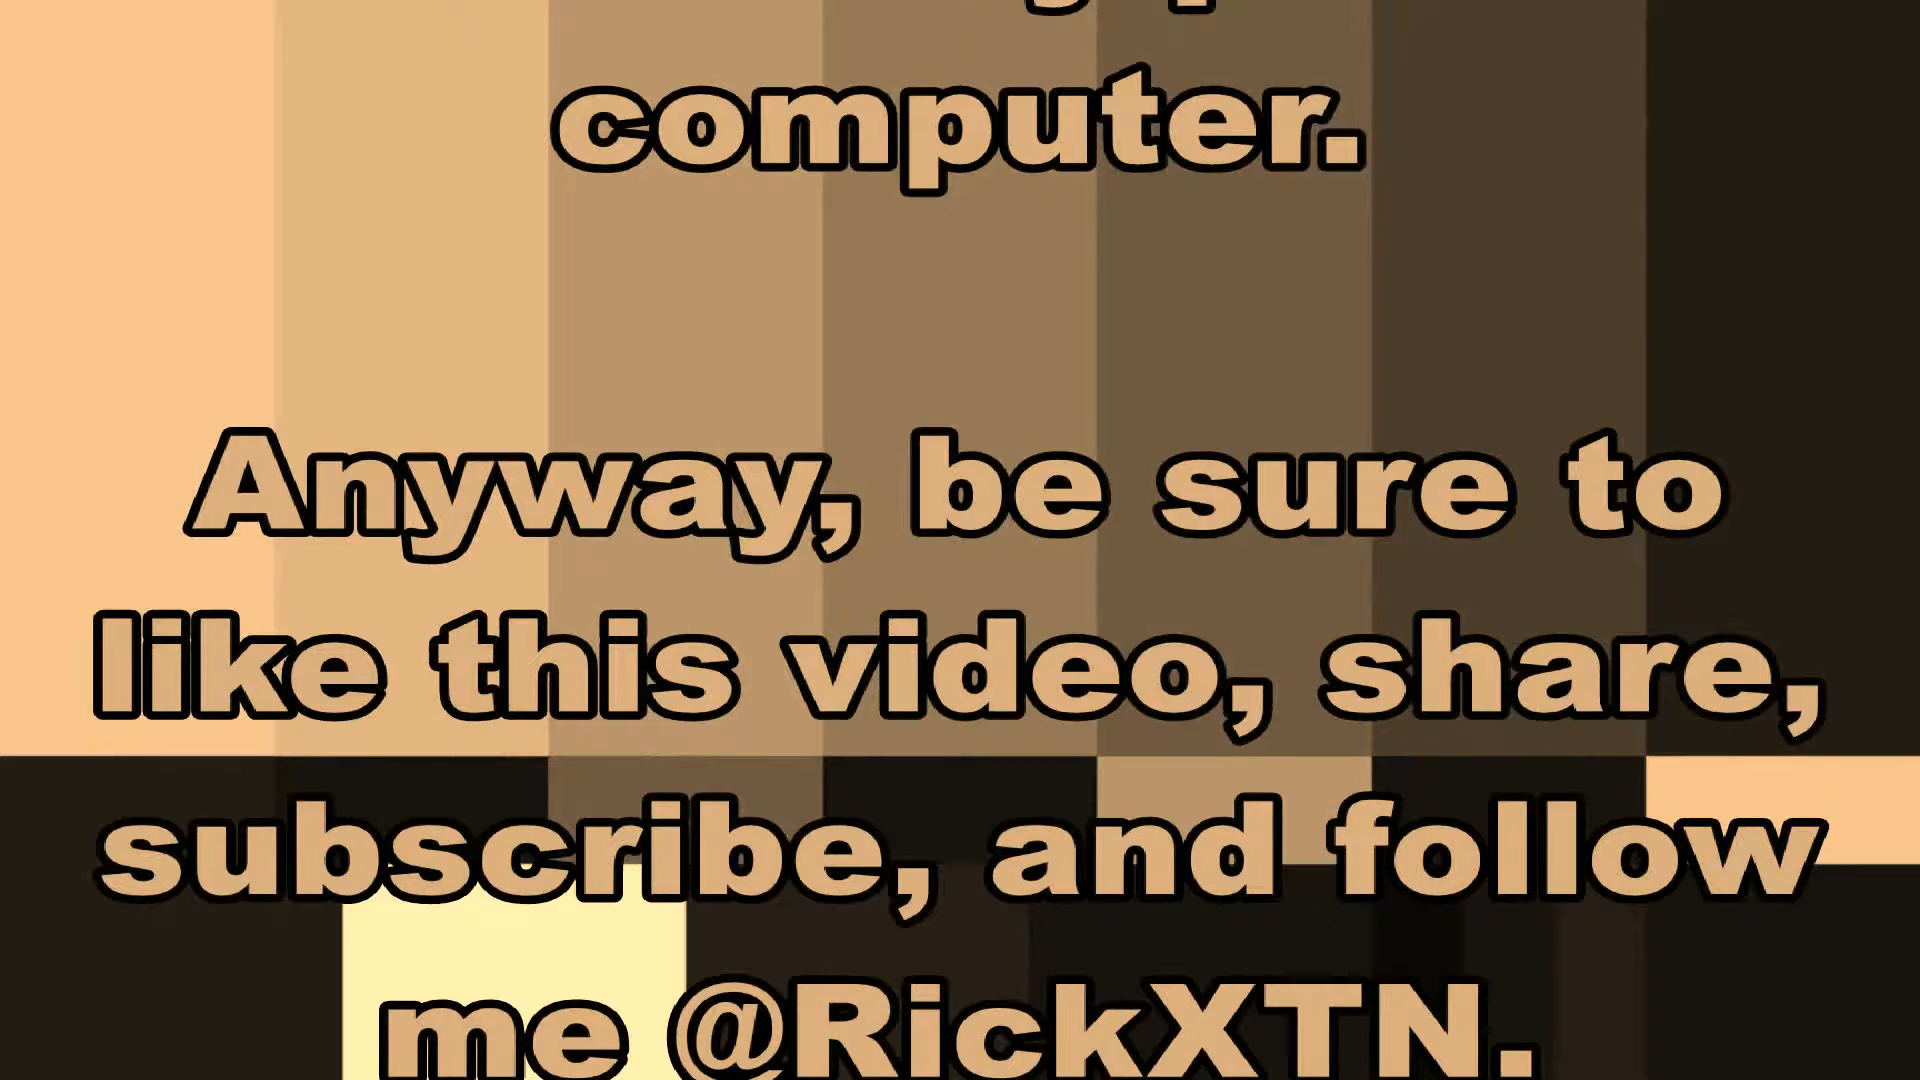 computer.
Anyway, be sure to
like this video, share,
subscribe, and follow
me @RickXTN.